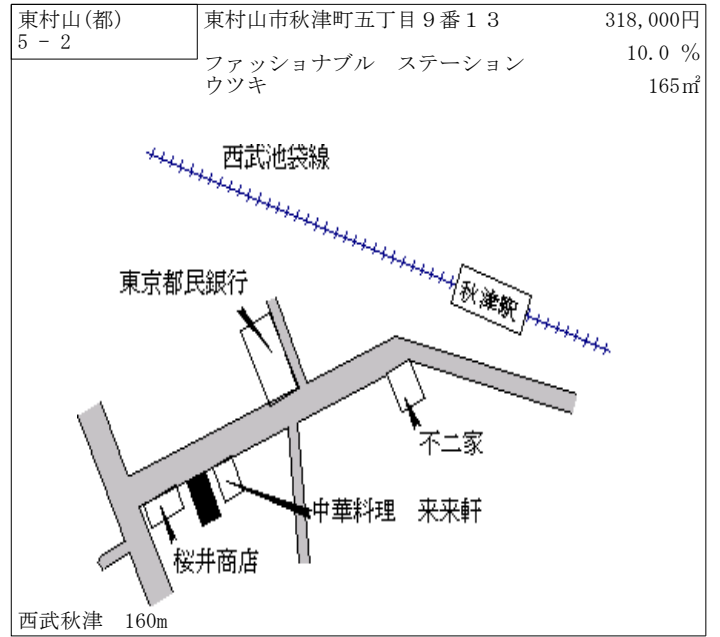 東村山(都)
5 - 2
東村山市秋津町五丁目９番１３
318,000円
ファッショナブル　ステーション
ウツキ
10.0 %
165㎡
西武池袋線
秋津駅
東京都民銀行
不二家
中華料理　来来軒
桜井商店
西武秋津　160m